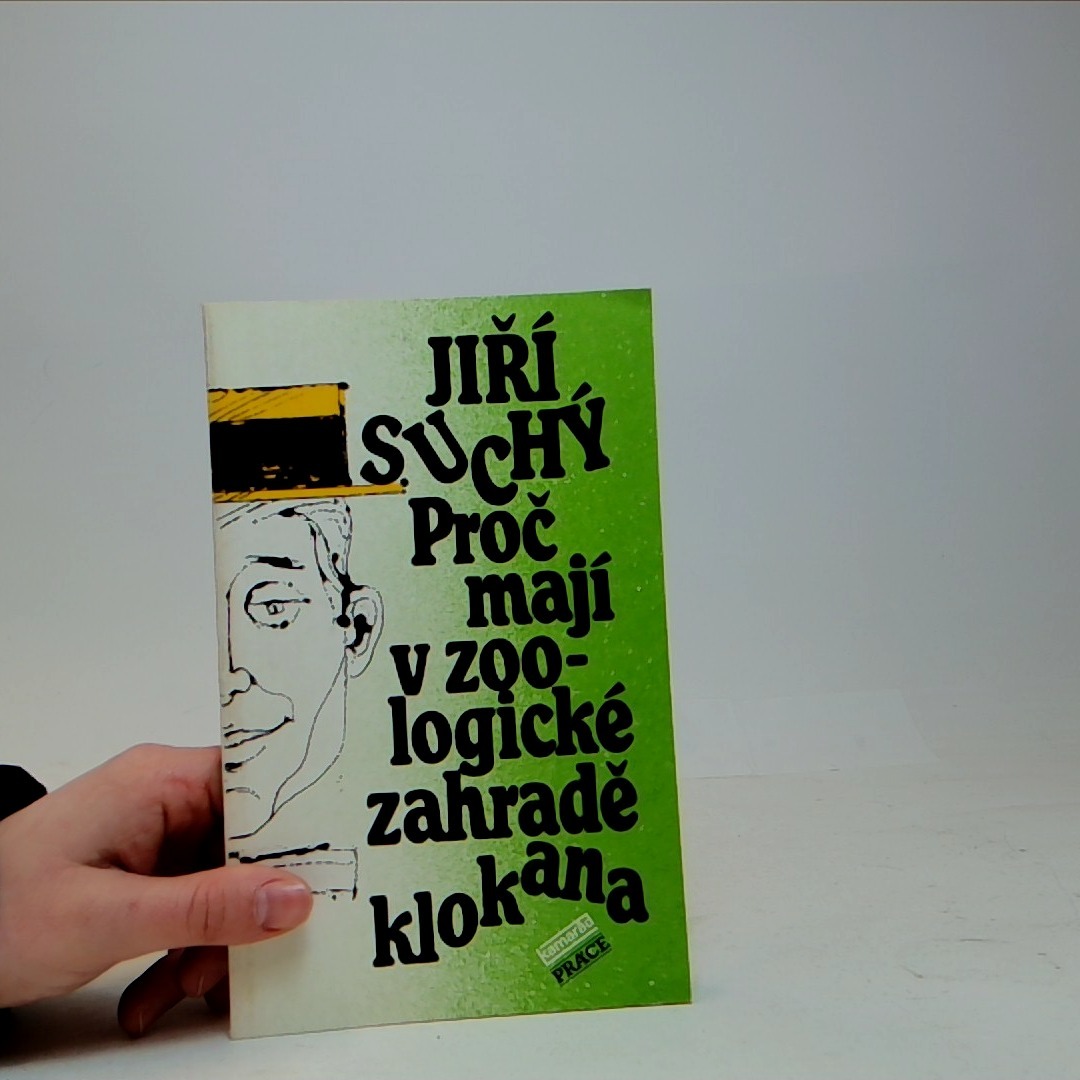 JIŘÍ
SUCHÝ
Proč
mají
v zoo-
logické
zahradě
klokana
kamarád
PRÁCE